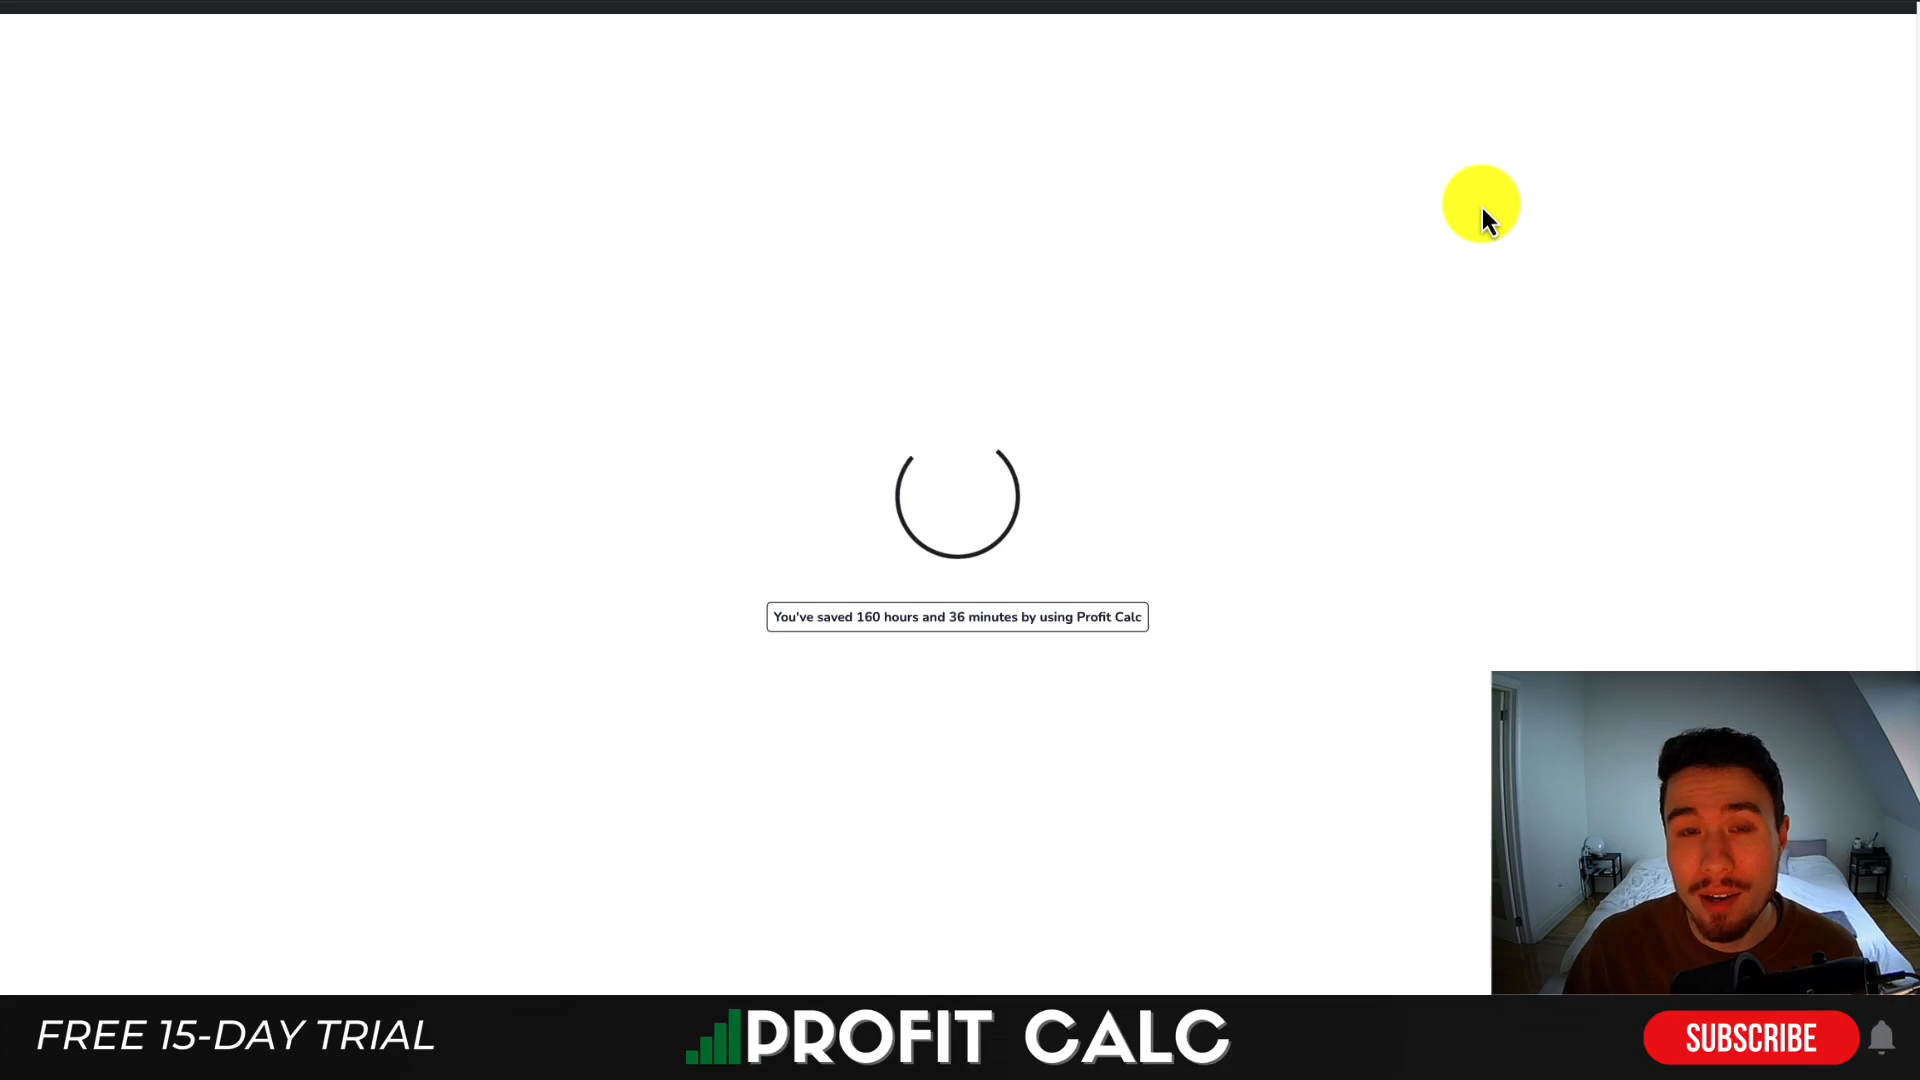 You've saved 160 hours and 36 minutes by using Profit Calc
FREE 15-DAY TRIAL
PROFIT CALC
SUBSCRIBE